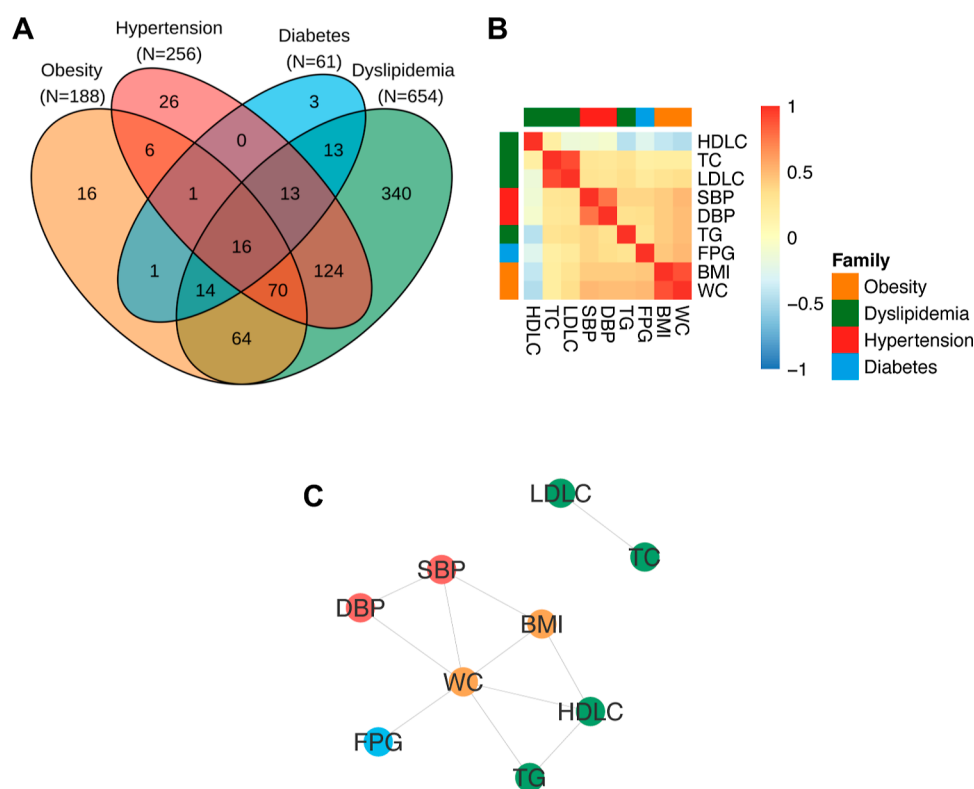 A
Hypertension
(N=256)
Diabetes
(N=61)
Obesity
(N=188)
Dyslipidemia
(N=654)
26
3
6
0
13
16
1
13
340
16
1
14
70
124
64
B
HDLC
TC
LDLC
SBP
DBP
TG
FPG
BMI
WC
HDLC
TC
LDLC
SBP
DBP
TG
FPG
BMI
WC
1
0.5
0
−0.5
−1
Family
Obesity
Dyslipidemia
Hypertension
Diabetes
C
LDLC
TC
SBP
DBP
BMI
WC
HDLC
FPG
TG